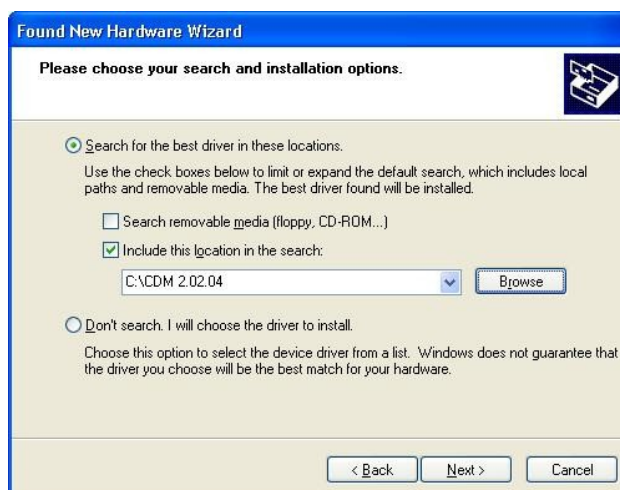 Found New Hardware Wizard
Please choose your search and installation options.
Search for the best driver in these locations.
Use the check boxes below to limit or expand the default search, which includes local
paths and removable media. The best driver found will be installed.
Search removable media (floppy, CD-ROM...)
Include this location in the search:
C:\CDM 2.02.04
Browse
Don't search. I will choose the driver to install.
Choose this option to select the device driver from a list. Windows does not guarantee that
the driver you choose will be the best match for your hardware.
< Back
Next >
Cancel